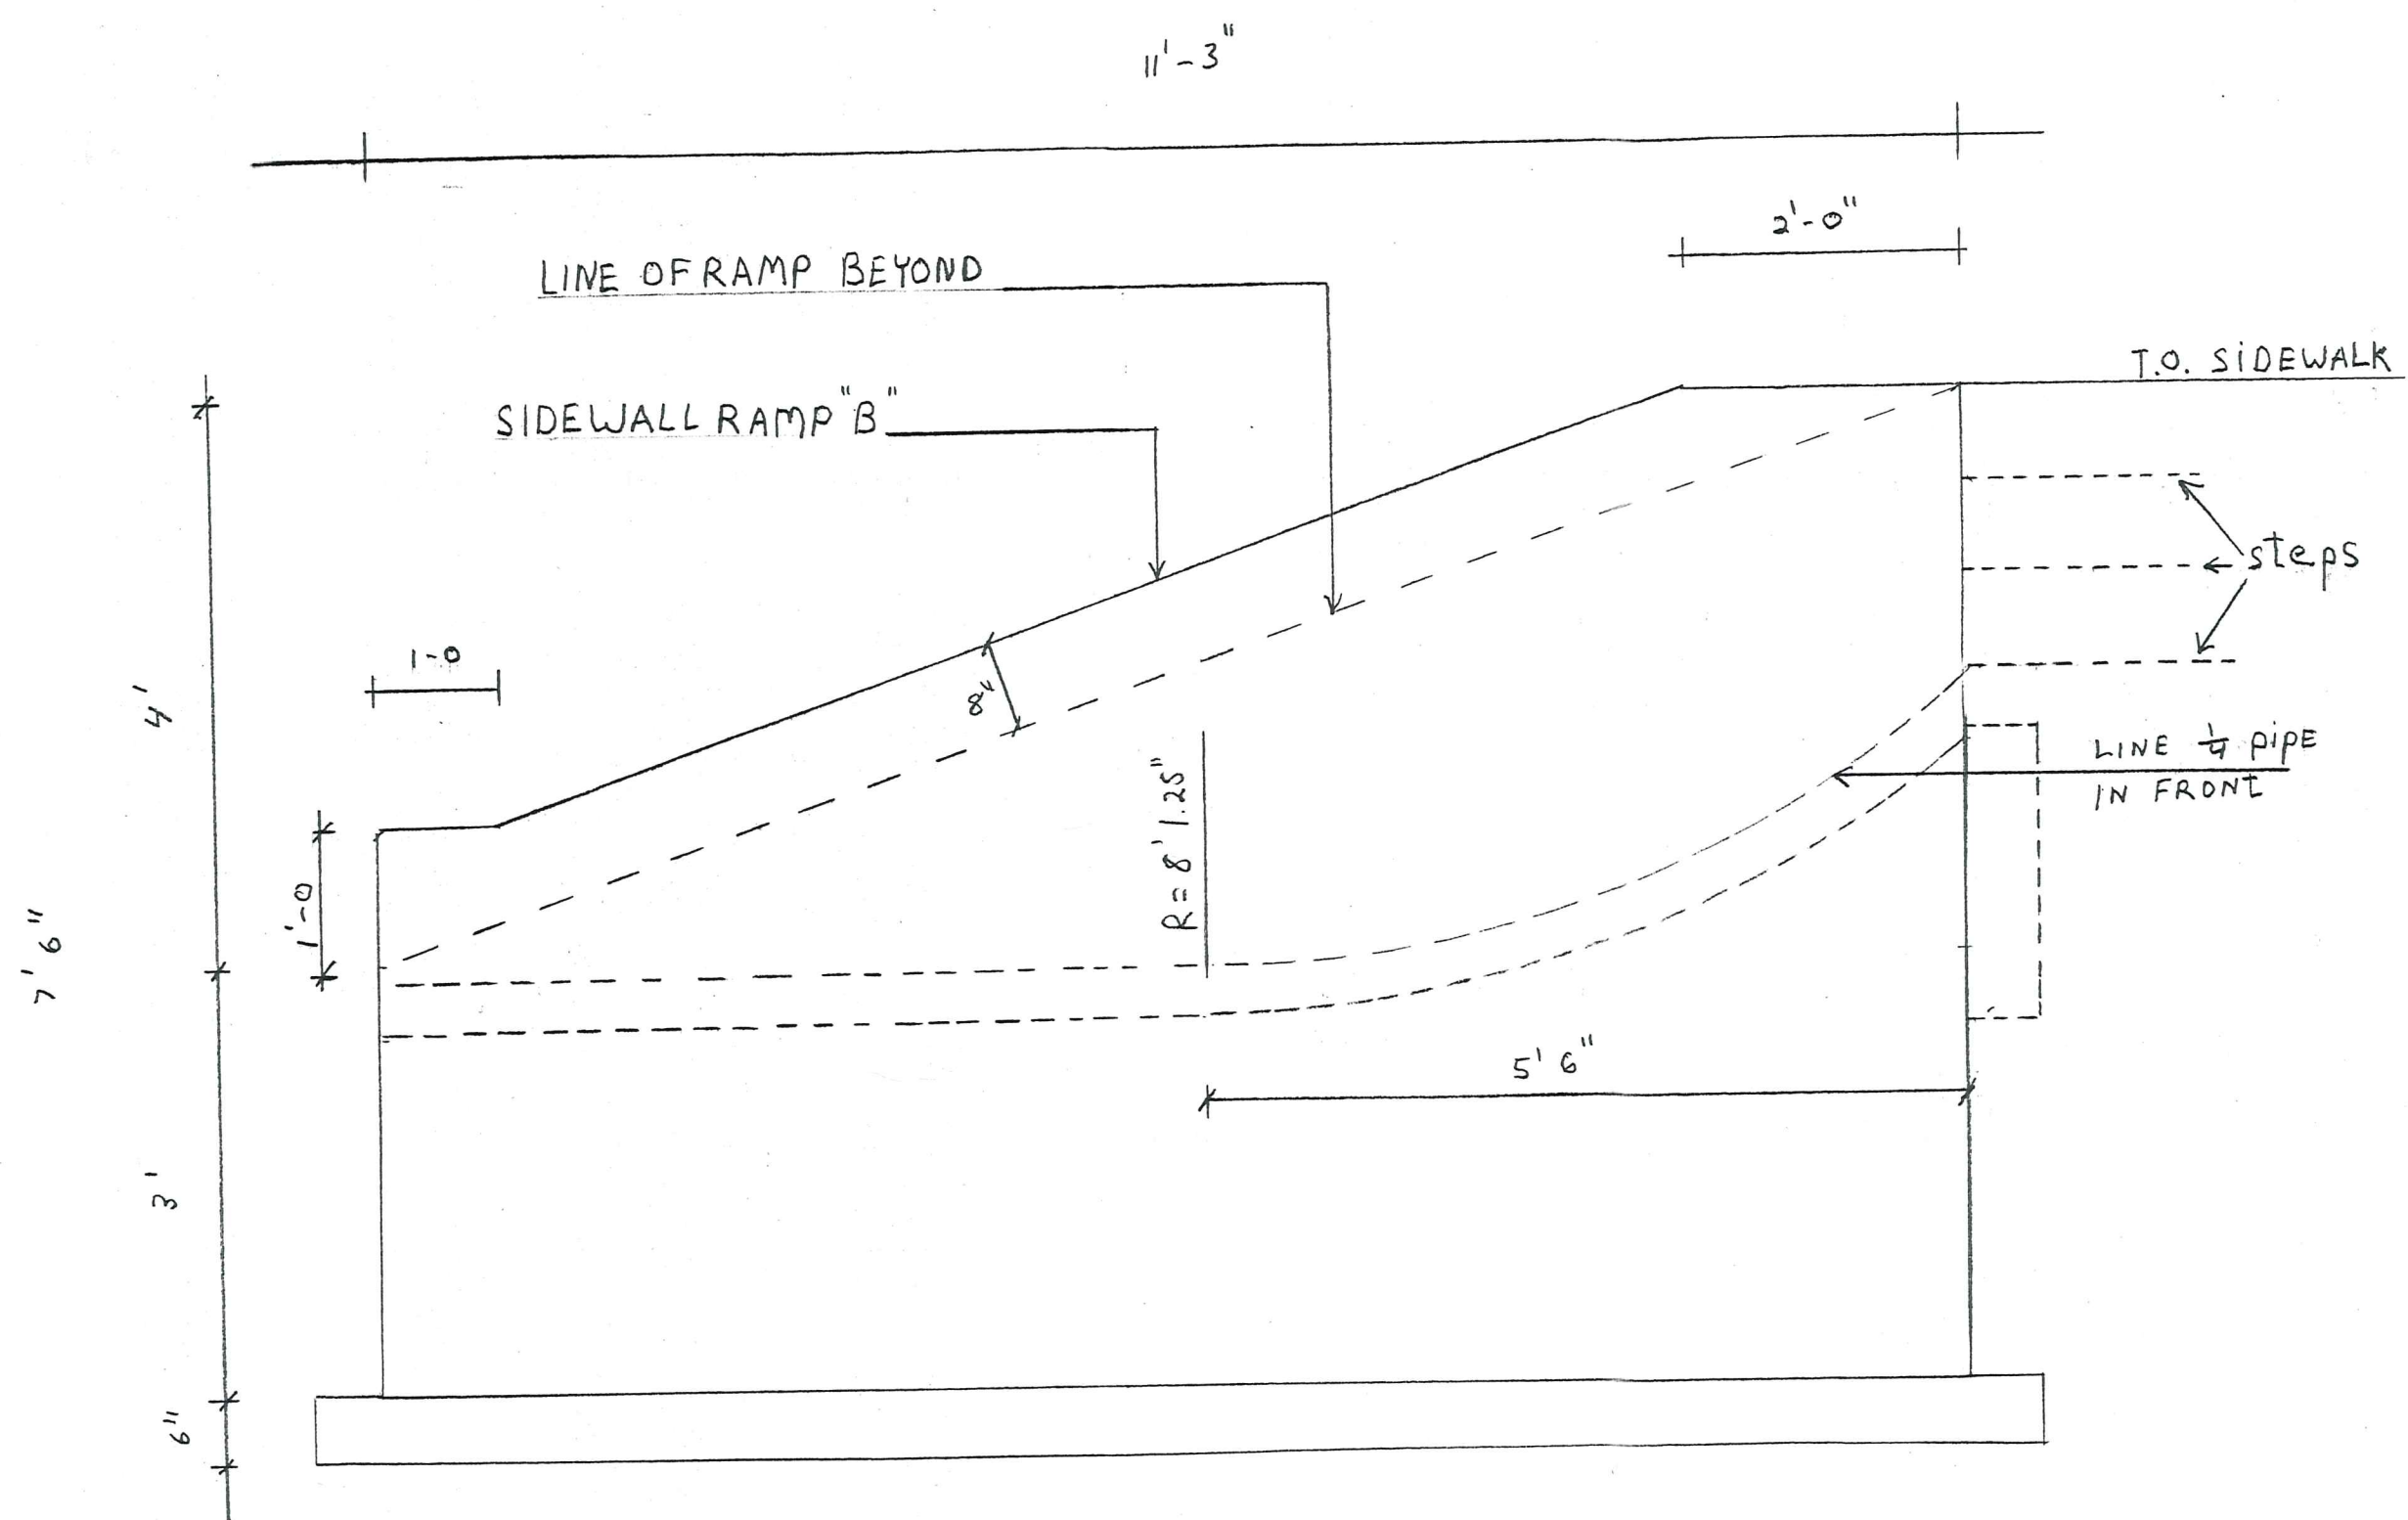 11'-3"
2'-0"
LINE OF RAMP BEYOND
T.O. SiDEWALK
SIDEWALL RAMP "B"
steps
1-0
4'
8"
LINE 1/4 pipE
IN FRONT
R = 8' 1.25"
1'-0
7' 6"
5' 6"
3'
6"